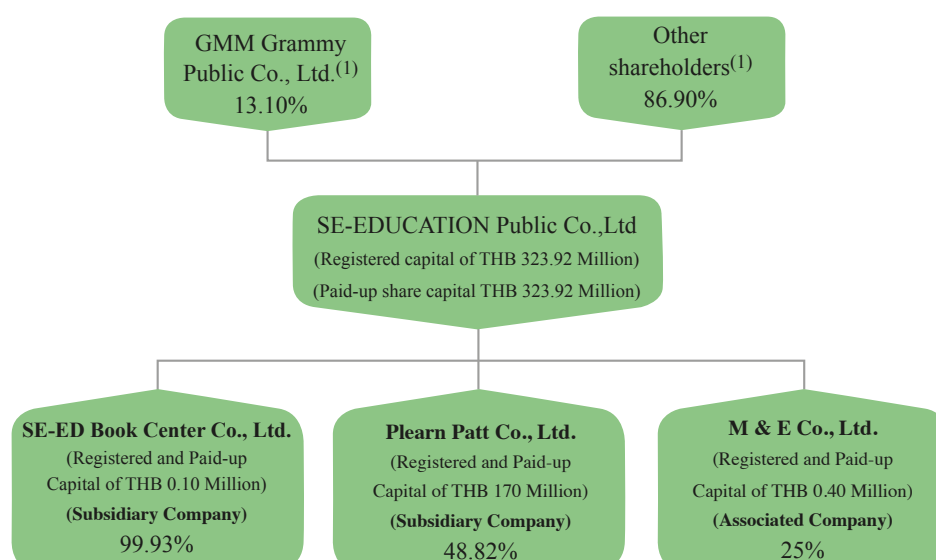 GMM Grammy
Public Co., Ltd.(1)
13.10%
Other
shareholders(1)
86.90%
SE-EDUCATION Public Co.,Ltd
(Registered capital of THB 323.92 Million)
(Paid-up share capital THB 323.92 Million)
SE-ED Book Center Co., Ltd.
(Registered and Paid-up
Capital of THB 0.10 Million)
(Subsidiary Company)
99.93%
Plearn Patt Co., Ltd.
(Registered and Paid-up
Capital of THB 170 Million)
(Subsidiary Company)
48.82%
M & E Co., Ltd.
(Registered and Paid-up
Capital of THB 0.40 Million)
(Associated Company)
25%